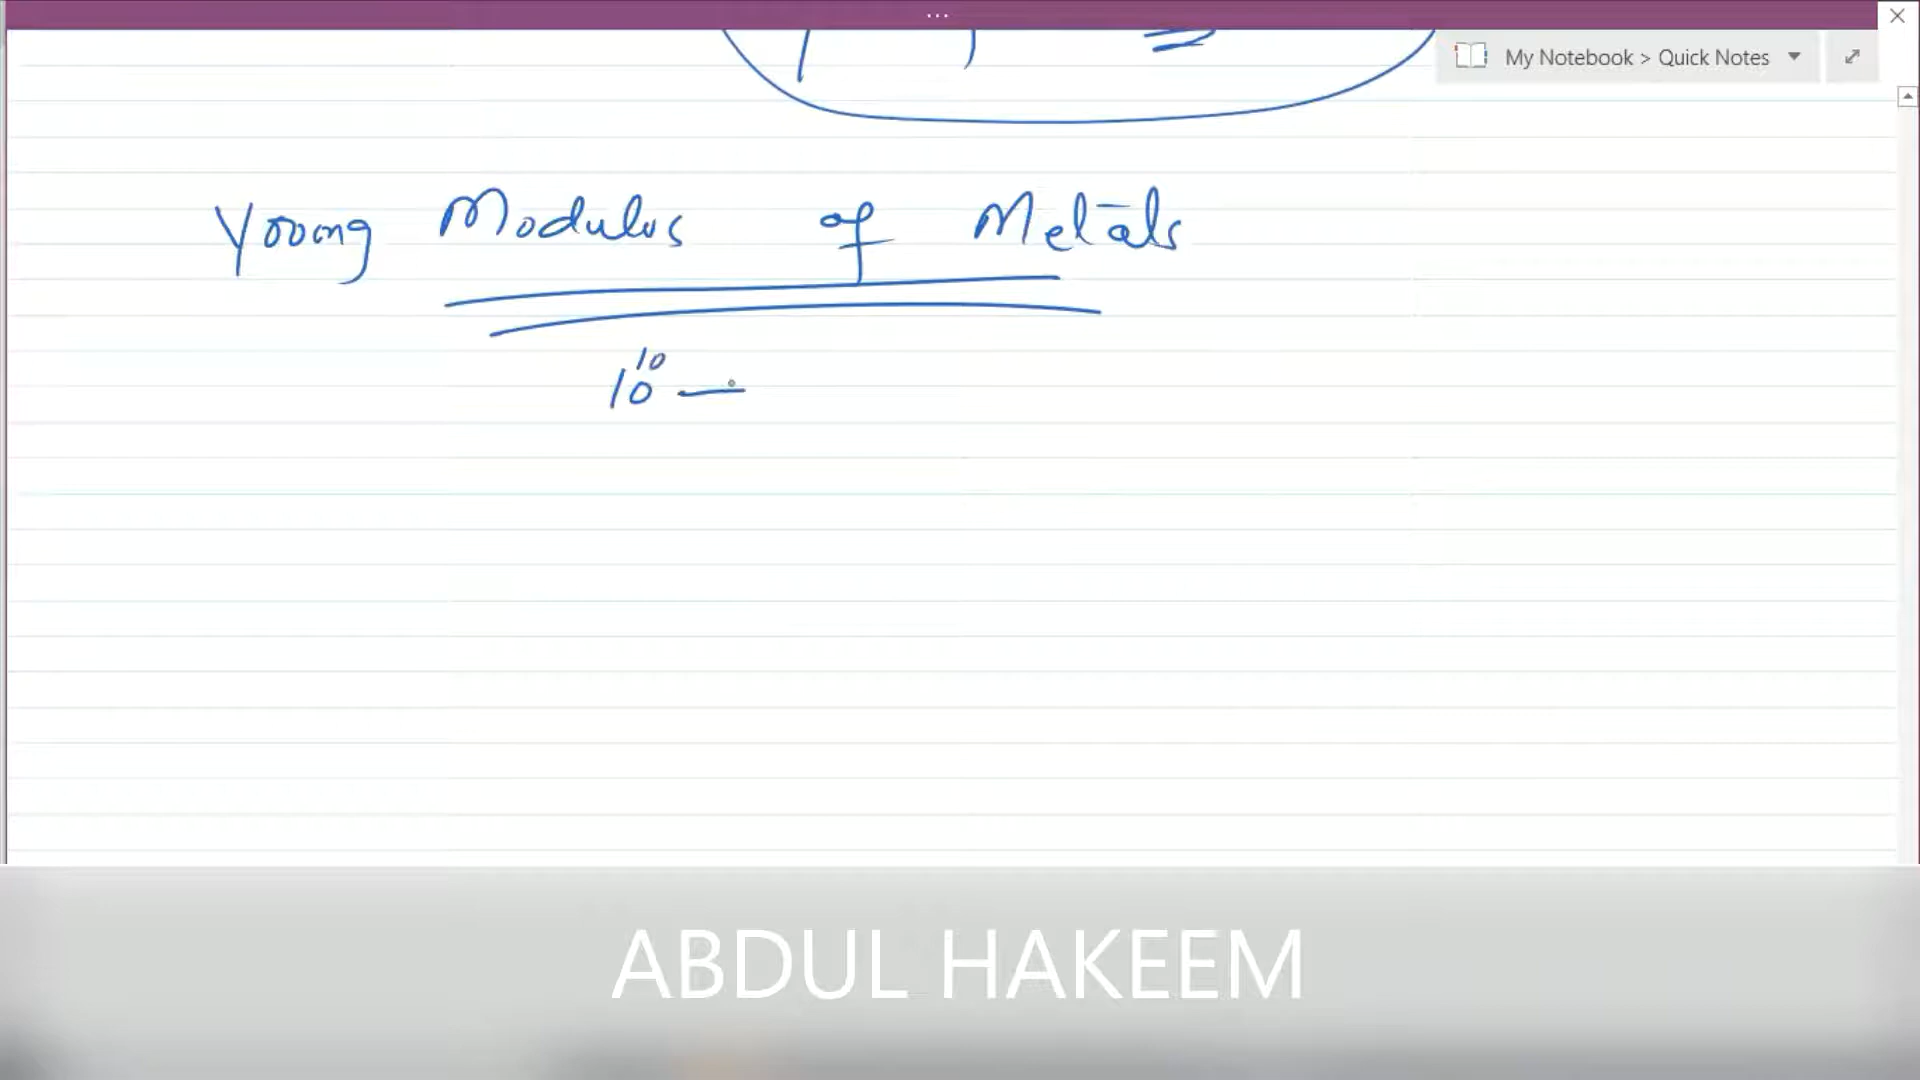 My Notebook > Quick Notes
Young Modulus of Metals
10^10 —
ABDUL HAKEEM